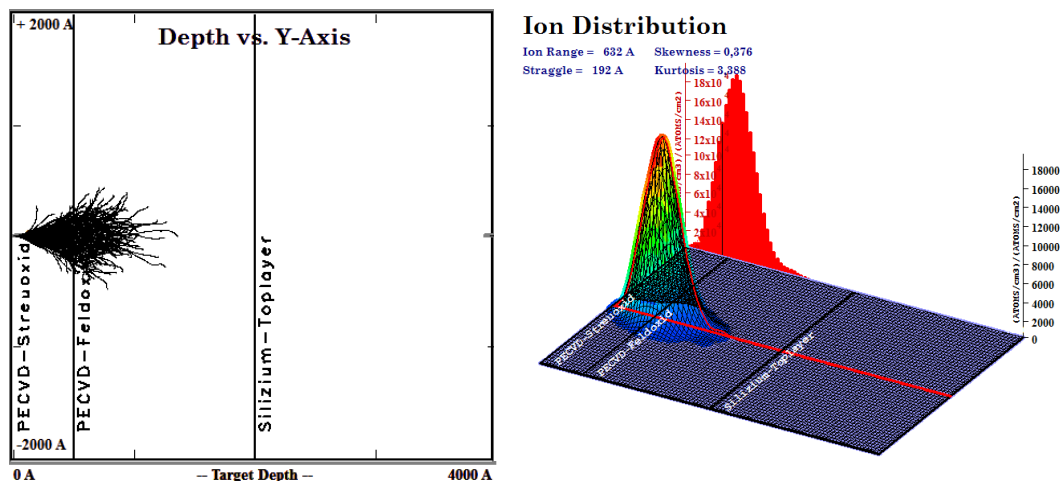 + 2000 A
Depth vs. Y-Axis
PECVD-Streuoxid
PECVD-Feldox
Silizium-Toplayer
-2000 A
0 A
-- Target Depth --
4000 A
Ion Distribution
Ion Range = 632 A Skewness = 0,376
Straggle = 192 A Kurtosis = 3,388
18x10
16x10
14x10
12x10
10x10
8x10
6x10
4x10
(ATOMS/cm3)/(ATOMS/cm2)
18000
16000
14000
12000
10000
8000
6000
4000
2000
0
PECVD-Streuoxid
PECVD-Feldoxid
Silizium-Toplayer